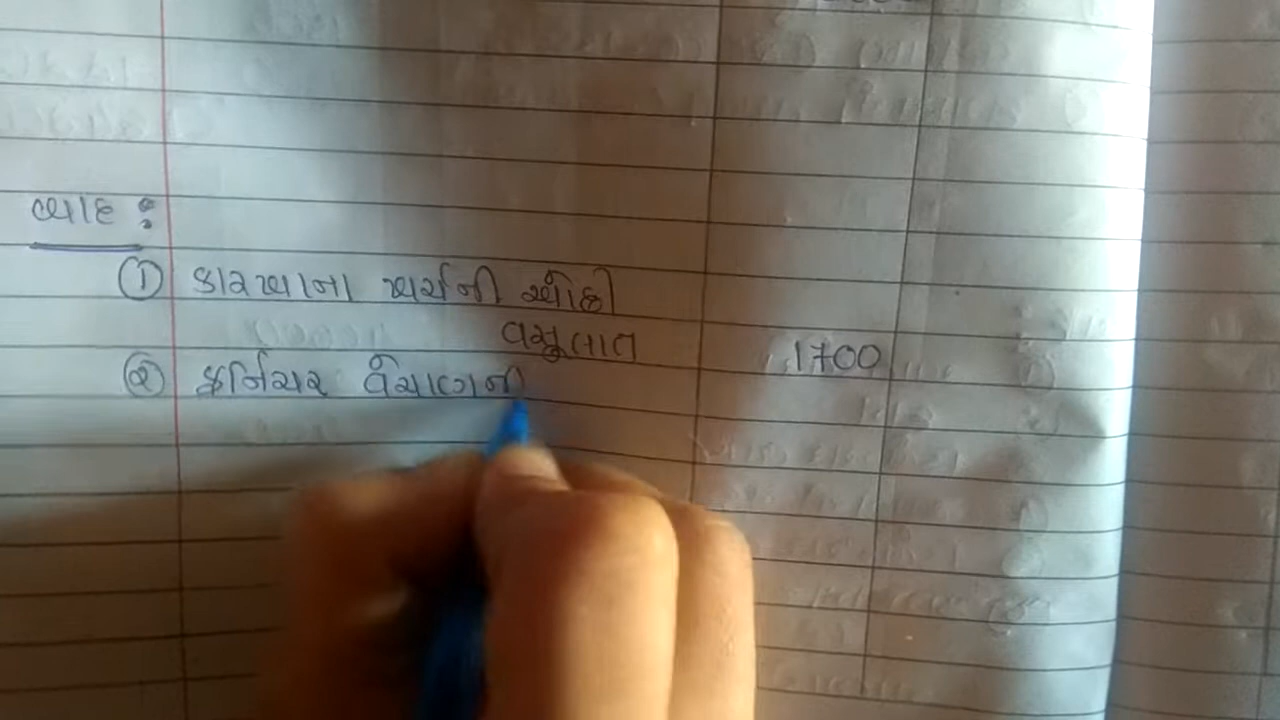 બાદ :
① કારખાના ખર્ચની ઓછી
વસુલાત 1700
② ફર્નિચર વેચાણની